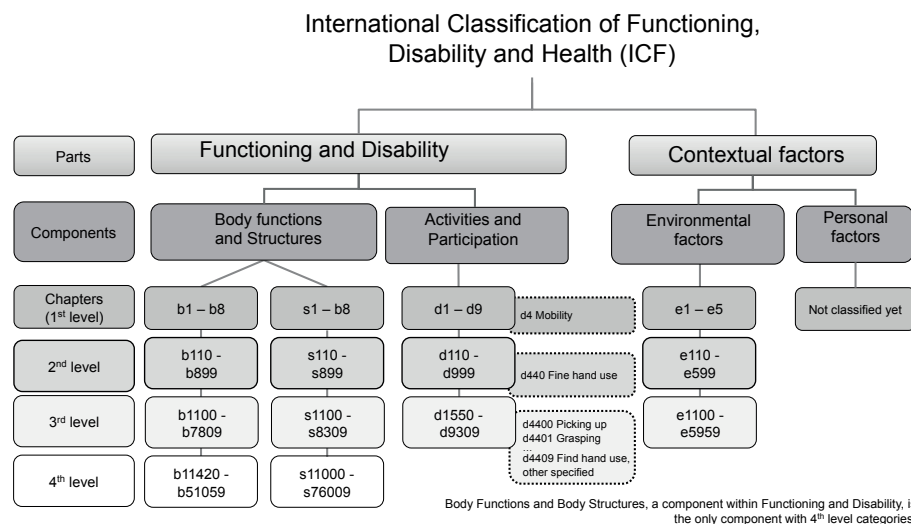 International Classification of Functioning,
Disability and Health (ICF)
Parts
Functioning and Disability
Contextual factors
Components
Body functions
and Structures
Activities and
Participation
Environmental
factors
Personal
factors
Chapters
(1st level)
b1 – b8
s1 – b8
d1 – d9
d4 Mobility
e1 – e5
Not classified yet
2nd level
b110 -
b899
s110 -
s899
d110 -
d999
d440 Fine hand use
e110 -
e599
3rd level
b1100 -
b7809
s1100 -
s8309
d1550 -
d9309
d4400 Picking up
d4401 Grasping
...
d4409 Find hand use,
other specified
e1100 -
e5959
4th level
b11420 -
b51059
s11000 -
s76009
Body Functions and Body Structures, a component within Functioning and Disability, i
the only component with 4th level categories